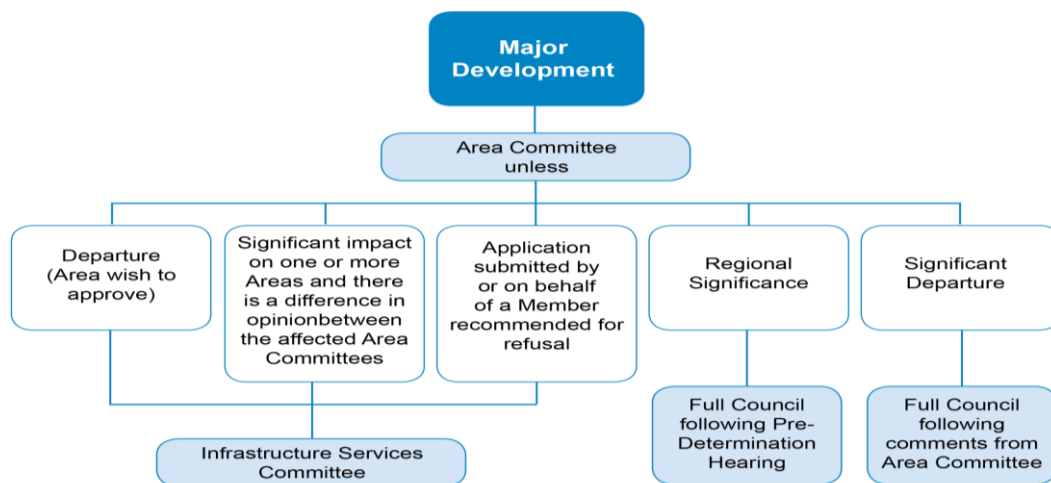 Major
Development
Area Committee
unless
Departure
(Area wish to
approve)
Significant impact
on one or more
Areas and there
is a difference in
opinionbetween
the affected Area
Committees
Application
submitted by
or on behalf
of a Member
recommended for
refusal
Regional
Significance
Significant
Departure
Infrastructure Services
Committee
Full Council
following Pre-
Determination
Hearing
Full Council
following
comments from
Area Committee